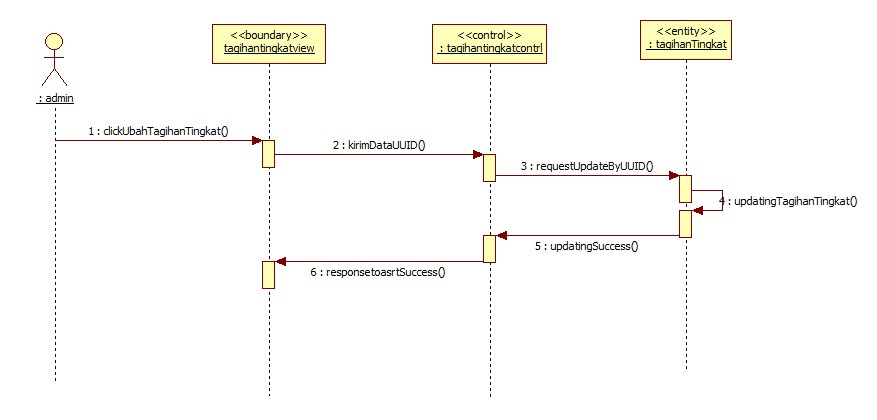 <<boundary>>
tagihantingkatview
<<control>>
: tagihantingkatcontrl
<<entity>>
: tagihanTingkat
: admin
1 : clickUbahTagihanTingkat()
2 : kirimDataUUID()
3 : requestUpdateByUUID()
4 : updatingTagihanTingkat()
5 : updatingSuccess()
6 : responsetoasrtSuccess()